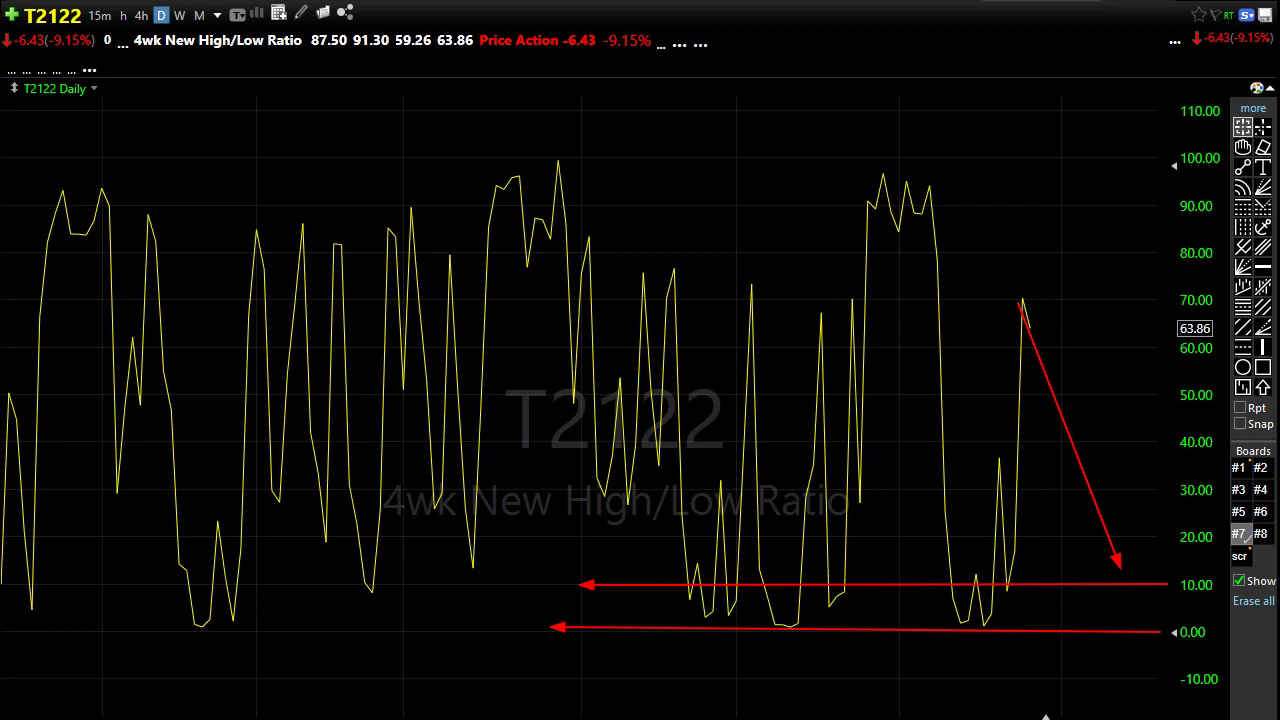 T2122 15m h 4h D W M T RT S
-6.43(-9.15%) 0 ... 4wk New High/Low Ratio 87.50 91.30 59.26 63.86 Price Action -6.43 -9.15% ... ... ... ... -6.43(-9.15%)
... ... ... ... ... ...
T2122 Daily
more
110.00
100.00
90.00
80.00
70.00
63.86
60.00
50.00
40.00
30.00
20.00
10.00
0.00
-10.00
T2122
4wk New High/Low Ratio
T
Rpt
Snap
Boards
#1 #2
#3 #4
#5 #6
#7 #8
scr
Show
Erase all